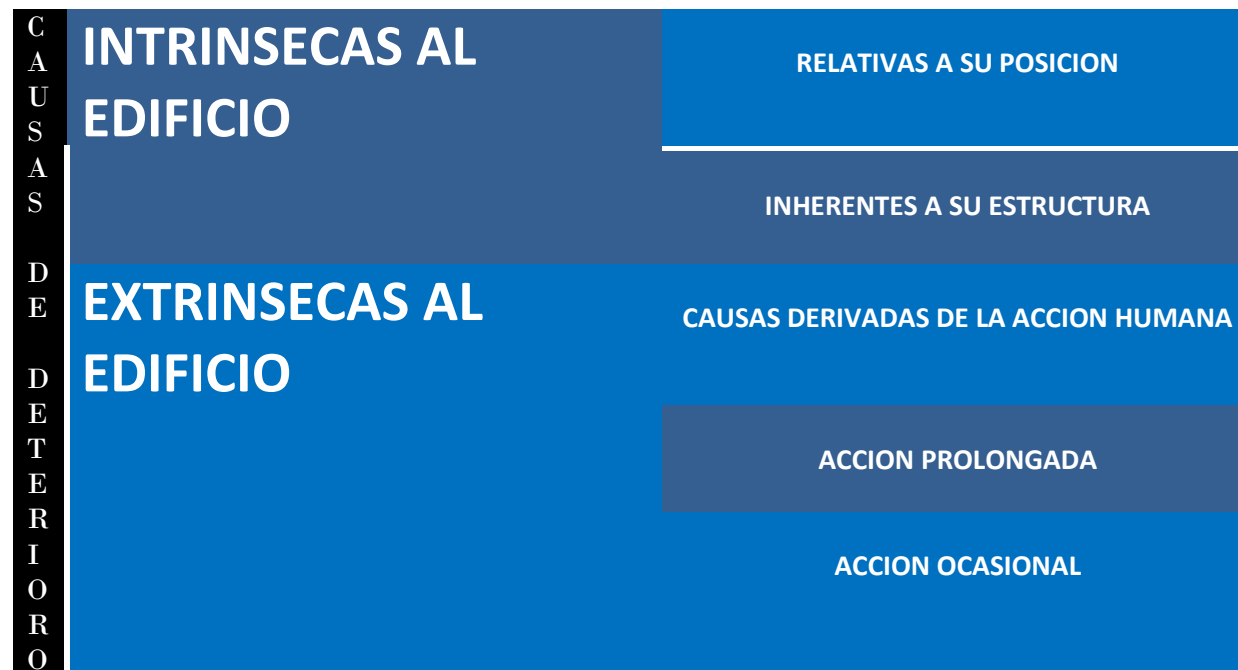 CAUSAS DE DETERIORO
INTRINSECAS AL
EDIFICIO
RELATIVAS A SU POSICION
INHERENTES A SU ESTRUCTURA
EXTRINSECAS AL
EDIFICIO
CAUSAS DERIVADAS DE LA ACCION HUMANA
ACCION PROLONGADA
ACCION OCASIONAL